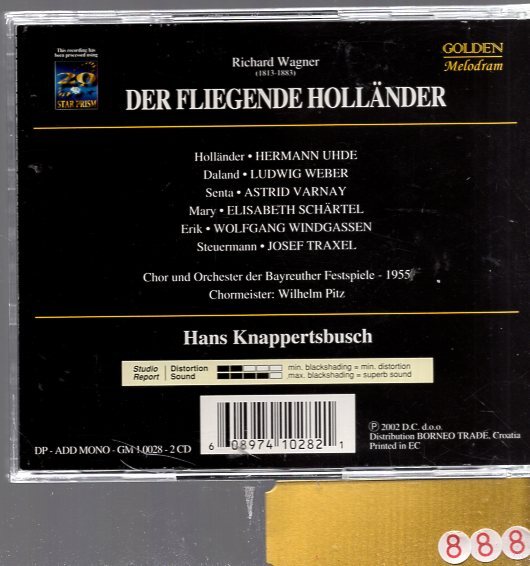 This recording has
been processed using
20
STAR PRISM
Richard Wagner
(1813-1883)
GOLDEN
Melodram
DER FLIEGENDE HOLLÄNDER
Holländer • HERMANN UHDE
Daland • LUDWIG WEBER
Senta • ASTRID VARNAY
Mary • ELISABETH SCHÄRTEL
Erik • WOLFGANG WINDGASSEN
Steuermann • JOSEF TRAXEL
Chor und Orchester der Bayreuther Festspiele - 1955
Chormeister: Wilhelm Pitz
Hans Knappertsbusch
Studio Report
Distortion
Sound
min. blackshading = min. distortion
max. blackshading = superb sound
DP - ADD MONO - GM 1.0028 - 2 CD
6 08974 10282 1
℗ 2002 D.C. d.o.o.
Distribution BORNEO TRADE, Croatia
Printed in EC
888